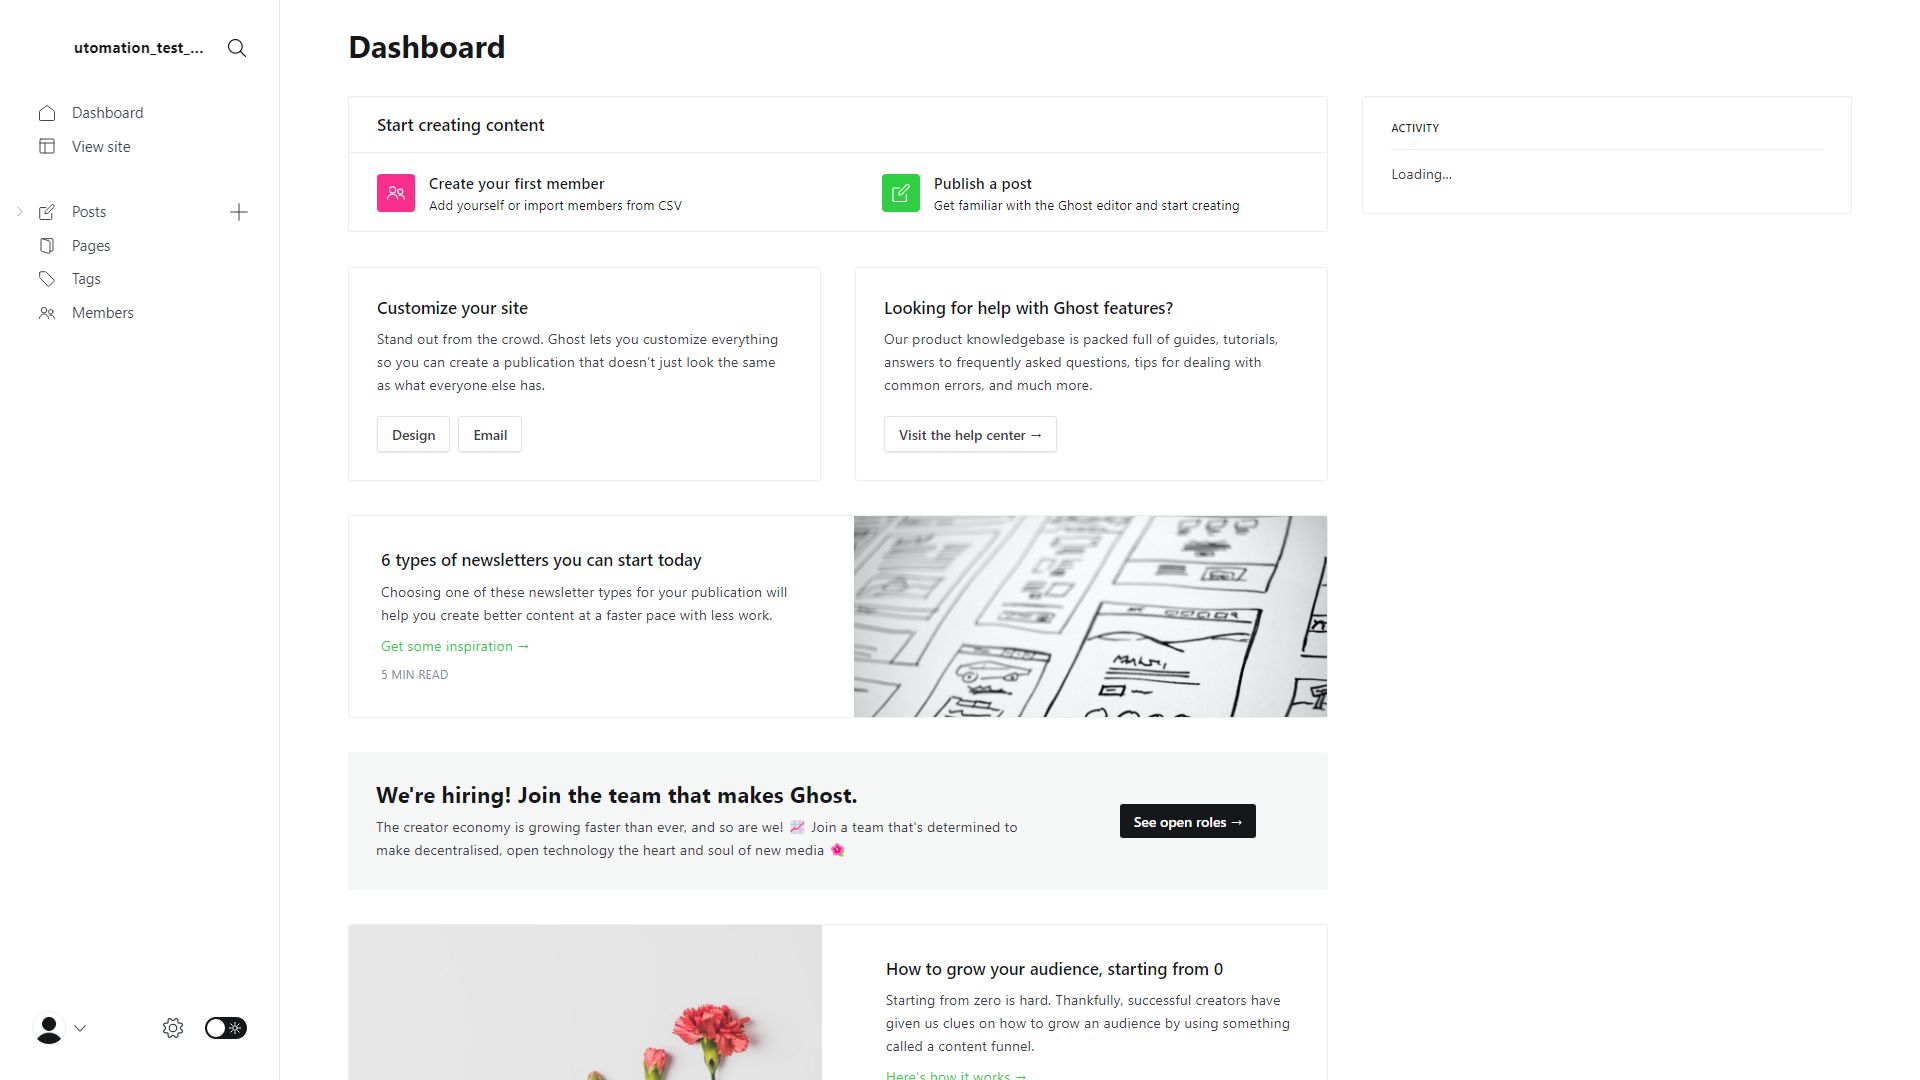 utomation_test_...
Dashboard
View site
Posts
Pages
Tags
Members
Dashboard
Start creating content
Create your first member
Add yourself or import members from CSV
Publish a post
Get familiar with the Ghost editor and start creating
ACTIVITY
Loading...
Customize your site
Stand out from the crowd. Ghost lets you customize everything
so you can create a publication that doesn't just look the same
as what everyone else has.
Design
Email
Looking for help with Ghost features?
Our product knowledgebase is packed full of guides, tutorials,
answers to frequently asked questions, tips for dealing with
common errors, and much more.
Visit the help center →
6 types of newsletters you can start today
Choosing one of these newsletter types for your publication will
help you create better content at a faster pace with less work.
Get some inspiration →
5 MIN READ
We're hiring! Join the team that makes Ghost.
The creator economy is growing faster than ever, and so are we! 📈 Join a team that's determined to
make decentralised, open technology the heart and soul of new media 🌺
See open roles →
How to grow your audience, starting from 0
Starting from zero is hard. Thankfully, successful creators have
given us clues on how to grow an audience by using something
called a content funnel.
Here's how it works →